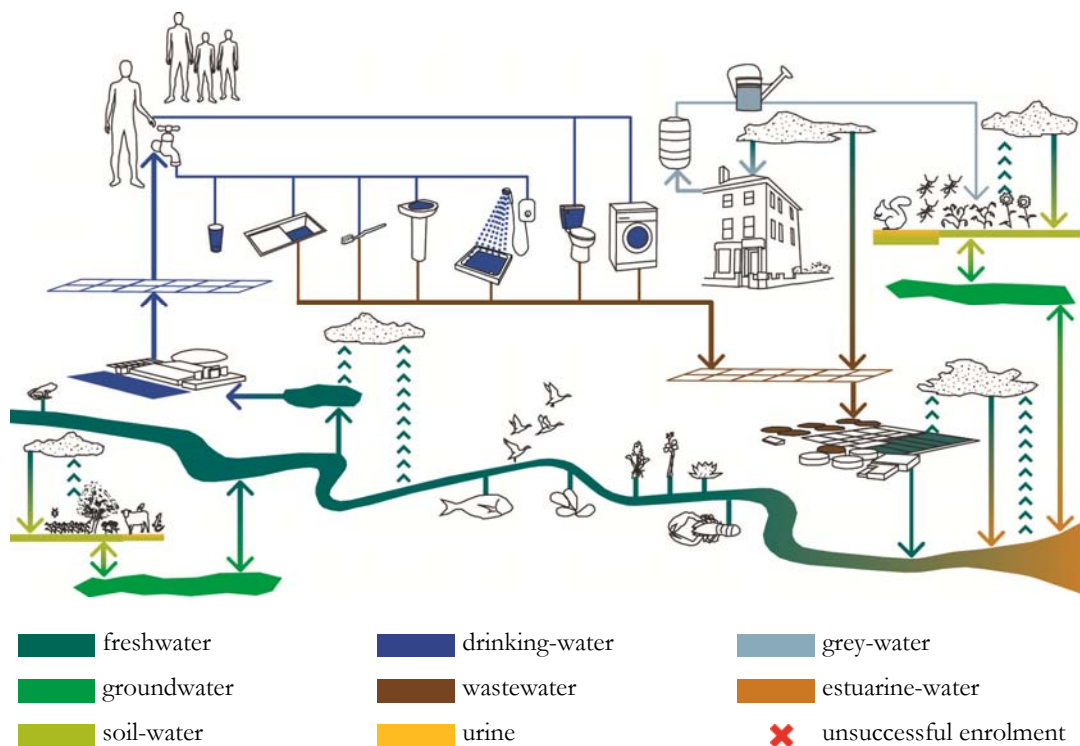 freshwater
drinking-water
grey-water
groundwater
wastewater
estuarine-water
soil-water
urine
unsuccessful enrolment